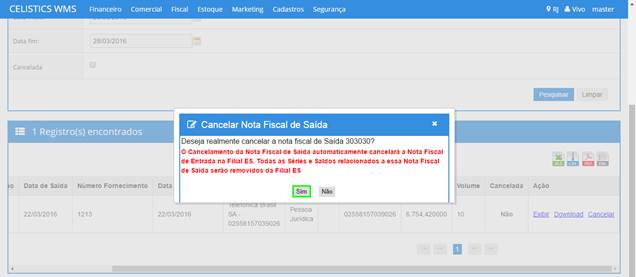 CELISTICS WMS Financeiro Comercial Fiscal Estoque Marketing Cadastros Segurança RJ Vivo master
Data fim: 28/03/2016
Cancelada
Pesquisar Limpar
Cancelar Nota Fiscal de Saída
Deseja realmente cancelar a nota fiscal de Saída 303030?
O Cancelamento da Nota Fiscal de Saída automaticamente cancelará a Nota Fiscal
de Entrada na Filial ES. Todas as Séries e Saldos relacionados a essa Nota Fiscal
de Saída serão removidos da Filial ES
Sim Não
1 Registro(s) encontrados
Data de Saída Número Fornecimento Volume Cancelada Ação
22/03/2016 1213 22/03/2016
Telefonica Brasil
SA -
02558157039026
Pessoa
Jurídica
02558157039026 6.754,420000 10 Não Exibir Download Cancelar
1